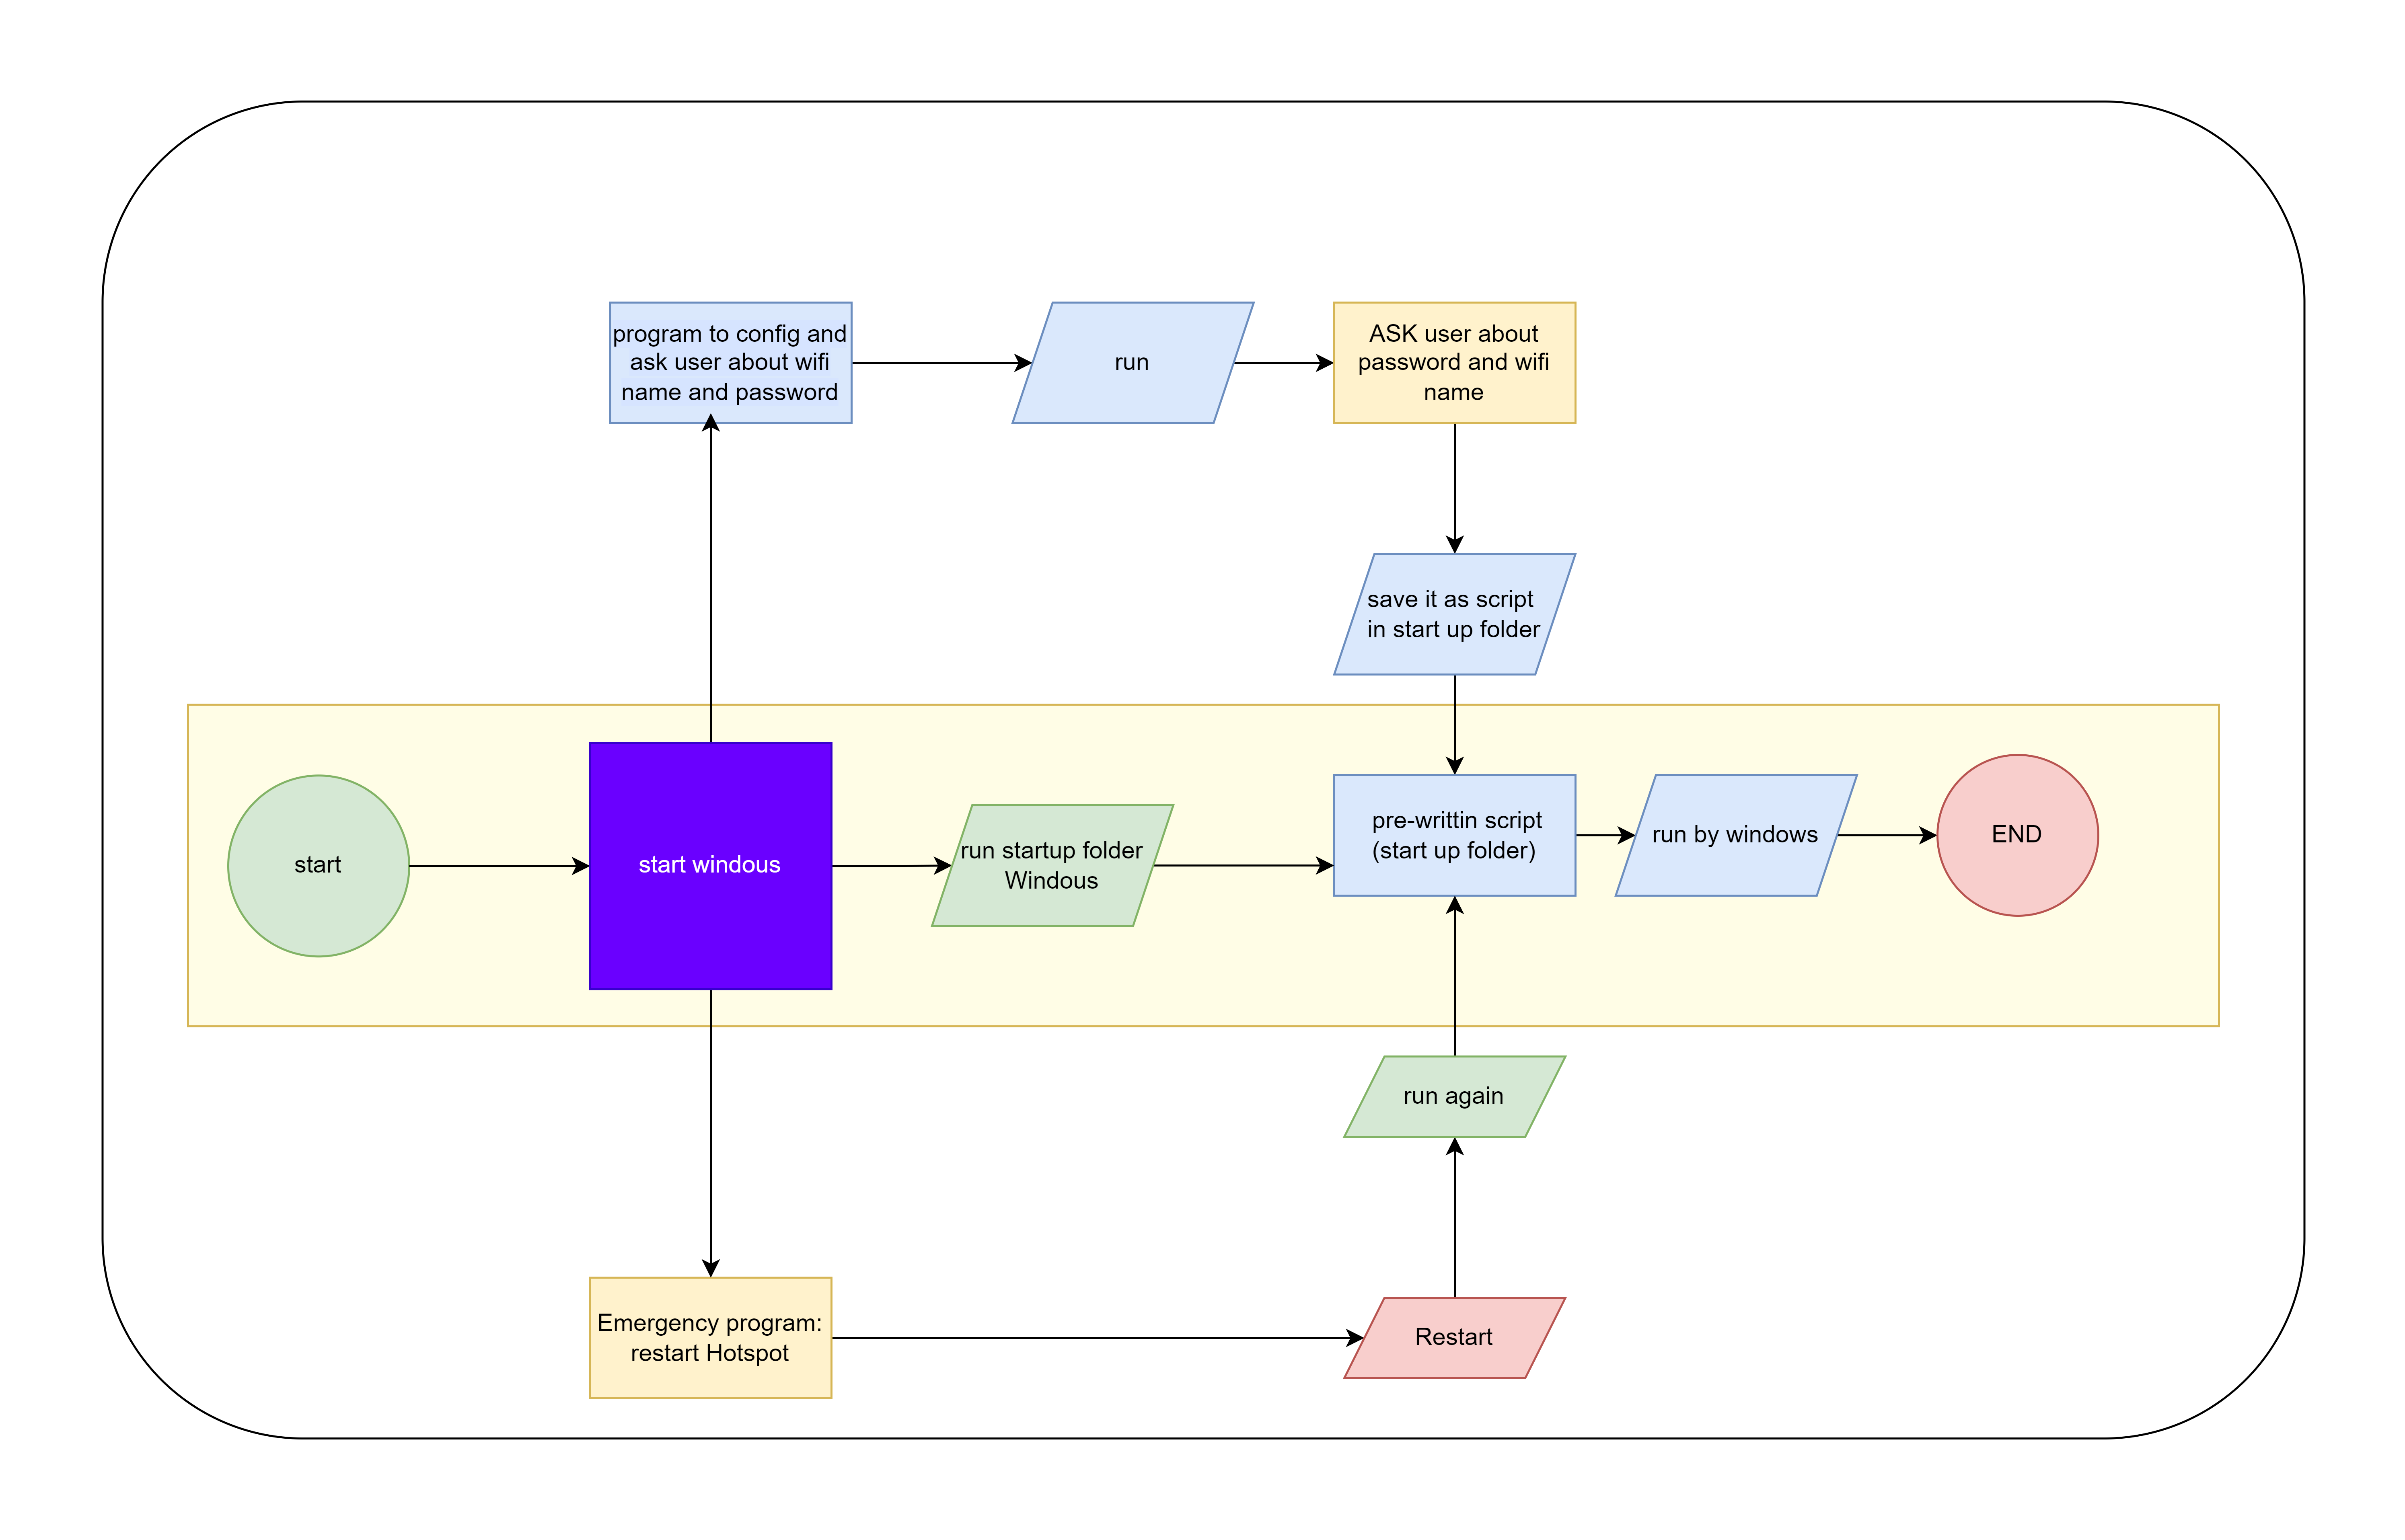 program to config and
ask user about wifi
name and password
run
ASK user about
password and wifi
name
save it as script
in start up folder
start
start windous
run startup folder
Windous
pre-writtin script
(start up folder)
run by windows
END
run again
Emergency program:
restart Hotspot
Restart